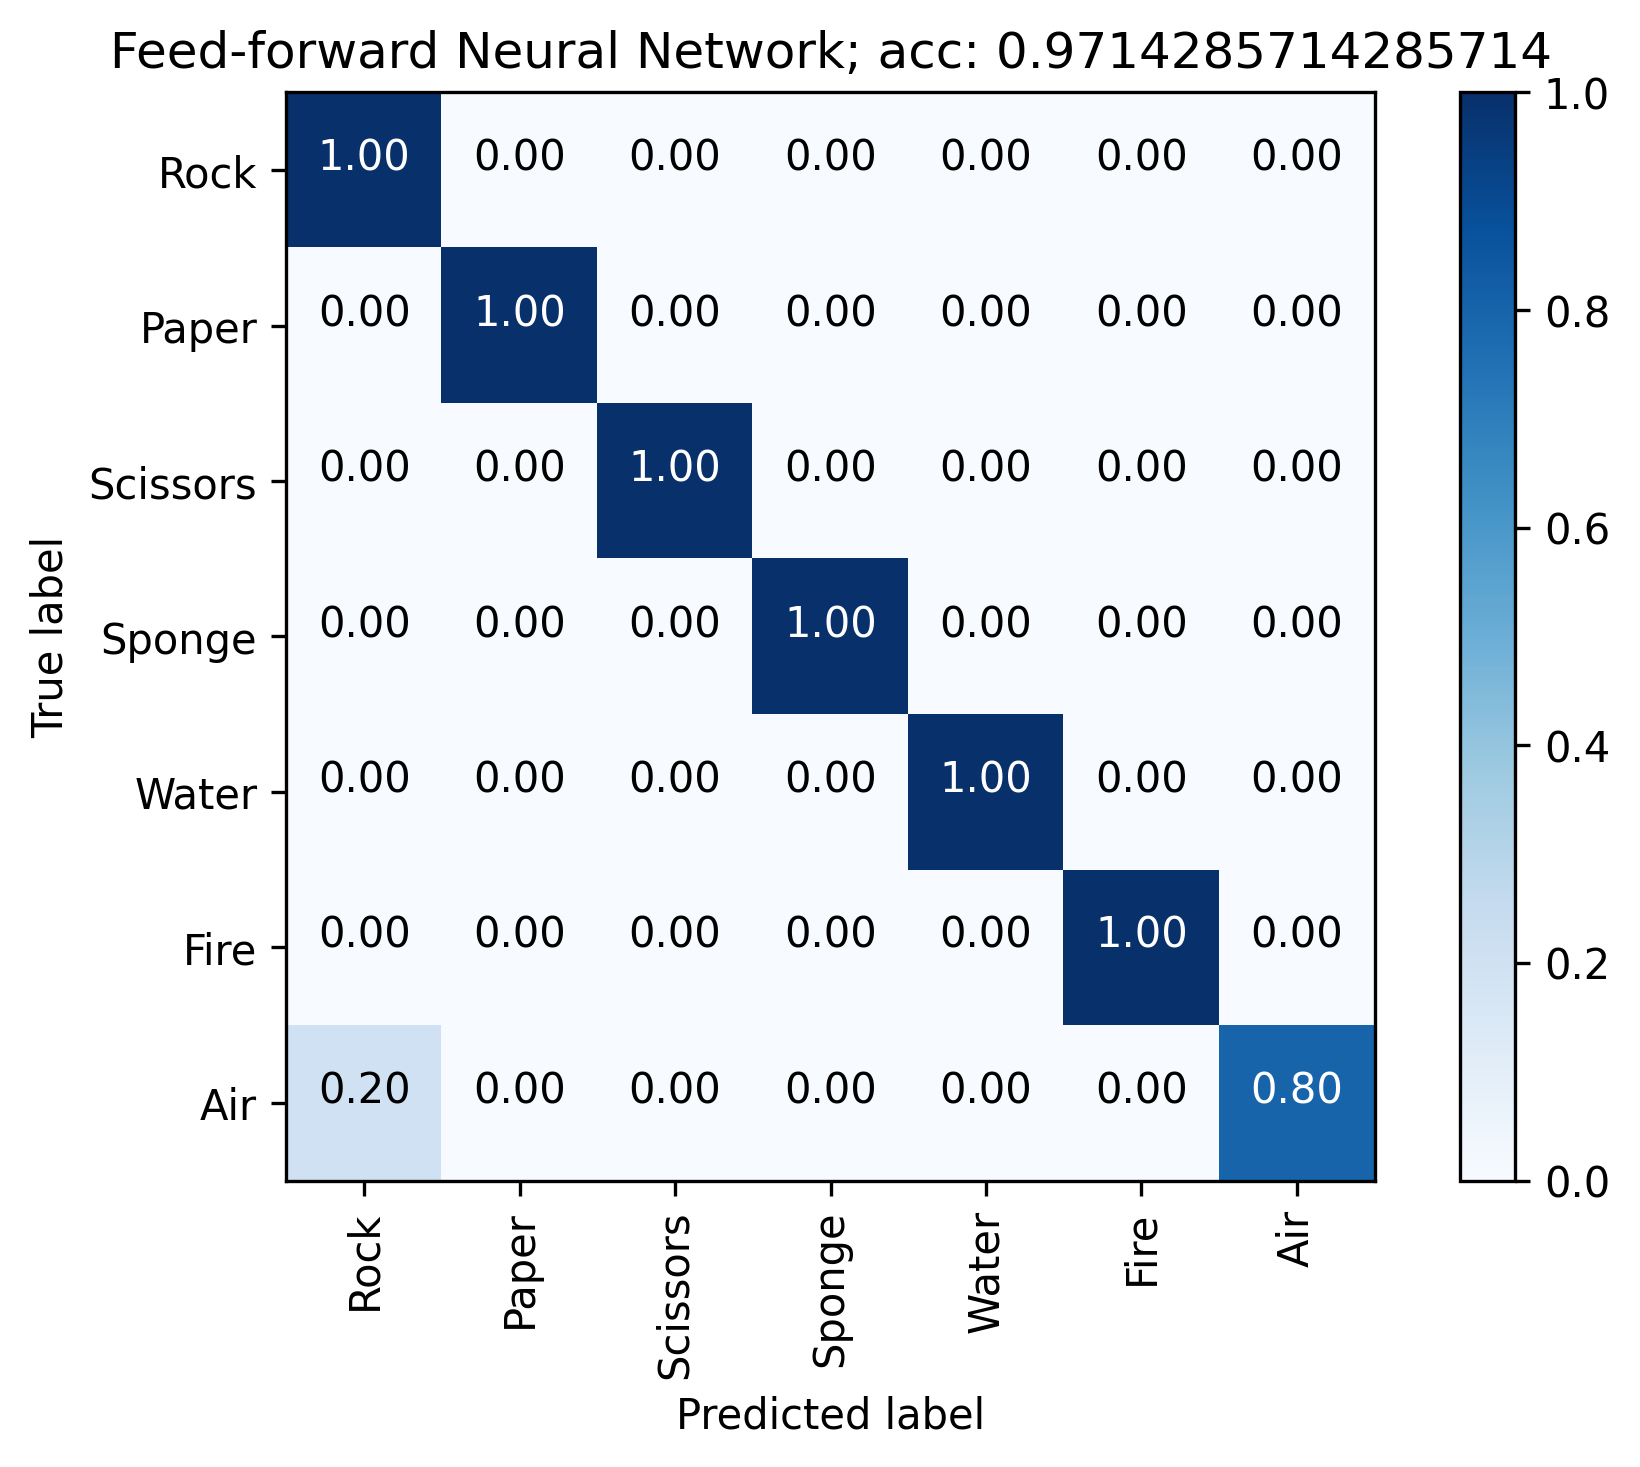 Feed-forward Neural Network; acc: 0.9714285714285714
Rock 1.00 0.00 0.00 0.00 0.00 0.00 0.00
Paper 0.00 1.00 0.00 0.00 0.00 0.00 0.00
Scissors 0.00 0.00 1.00 0.00 0.00 0.00 0.00
Sponge 0.00 0.00 0.00 1.00 0.00 0.00 0.00
Water 0.00 0.00 0.00 0.00 1.00 0.00 0.00
Fire 0.00 0.00 0.00 0.00 0.00 1.00 0.00
Air 0.20 0.00 0.00 0.00 0.00 0.00 0.80
True label
Rock Paper Scissors Sponge Water Fire Air
Predicted label
1.0
0.8
0.6
0.4
0.2
0.0